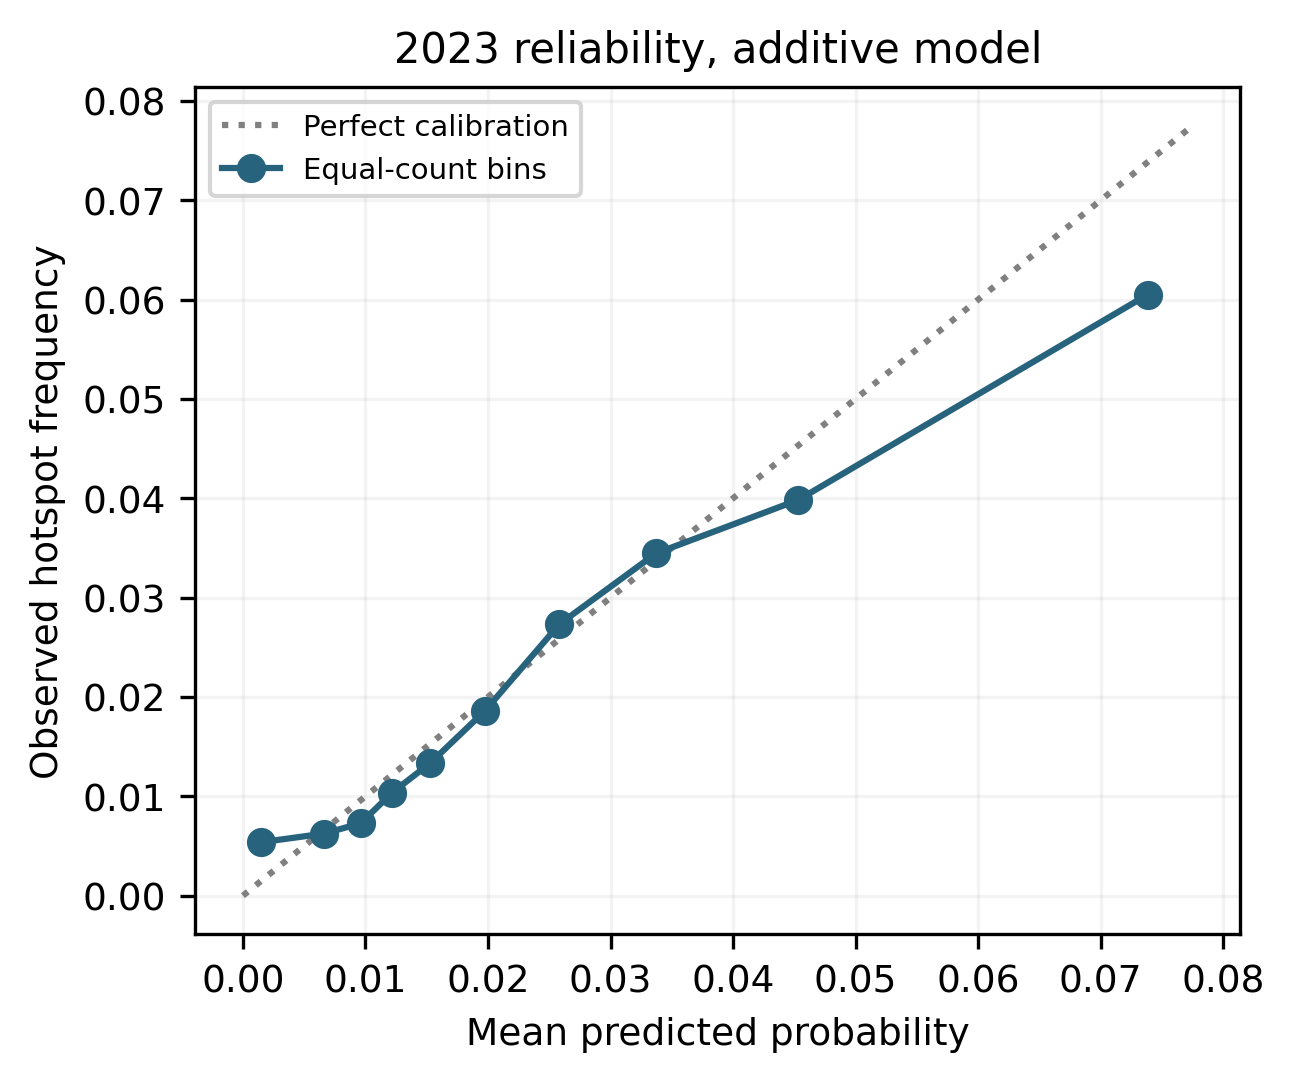 2023 reliability, additive model
Perfect calibration
Equal-count bins
Observed hotspot frequency
0.08
0.07
0.06
0.05
0.04
0.03
0.02
0.01
0.00
0.00 0.01 0.02 0.03 0.04 0.05 0.06 0.07 0.08
Mean predicted probability